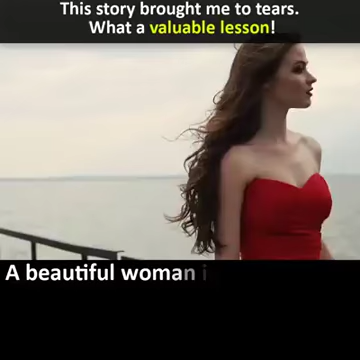 This story brought me to tears.
What a valuable lesson!
A beautiful woman i